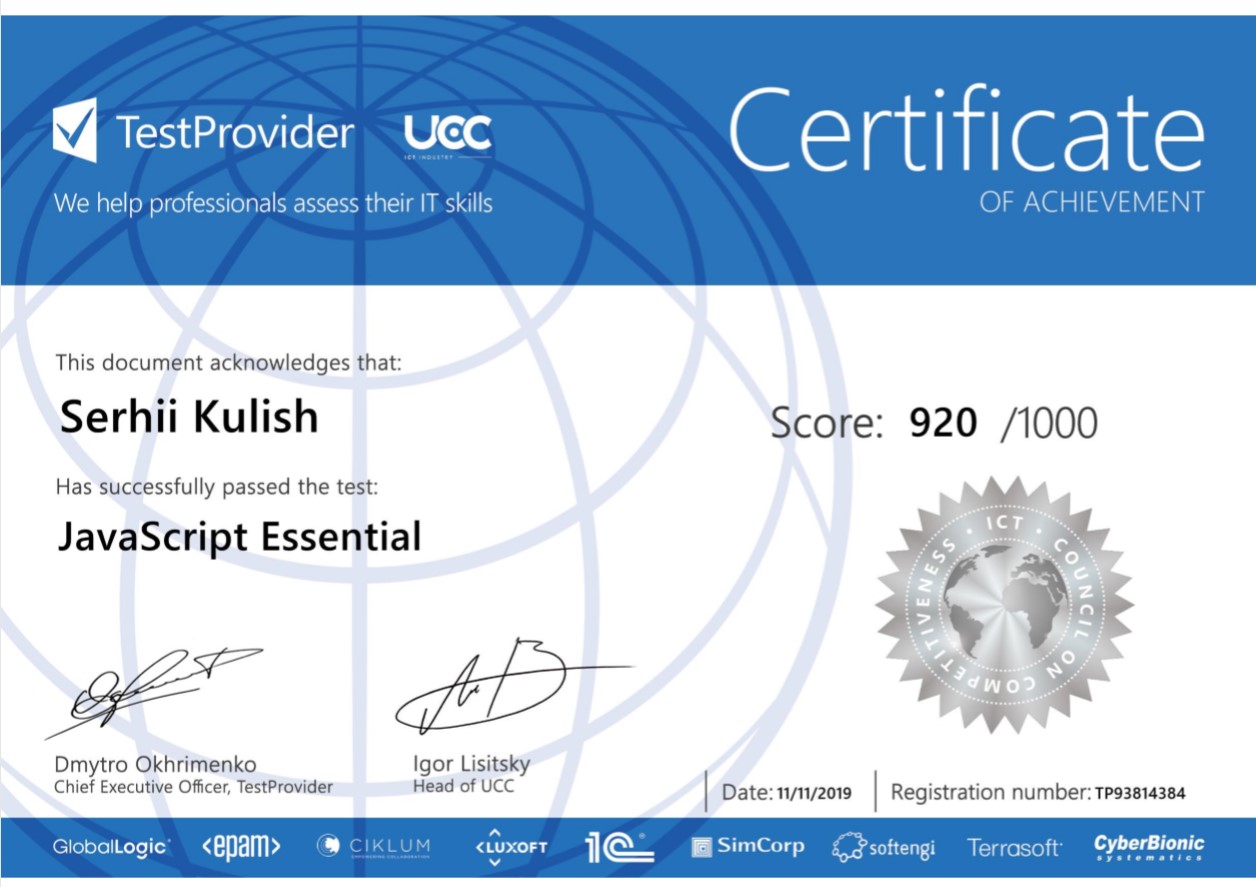 TestProvider
UCC
ICT INDUSTRY
We help professionals assess their IT skills
Certificate
OF ACHIEVEMENT
This document acknowledges that:
Serhii Kulish
Score: 920 /1000
Has successfully passed the test:
JavaScript Essential
ICT · COUNCIL ON COMPETITIVENESS ·
Dmytro Okhrimenko
Chief Executive Officer, TestProvider
Igor Lisitsky
Head of UCC
Date: 11/11/2019
Registration number: TP93814384
GlobalLogic®
<epam>
CIKLUM
EMPOWERING COLLABORATION
LUXOFT
1C®
SimCorp
softengi
Terrasoft
CyberBionic
systematics